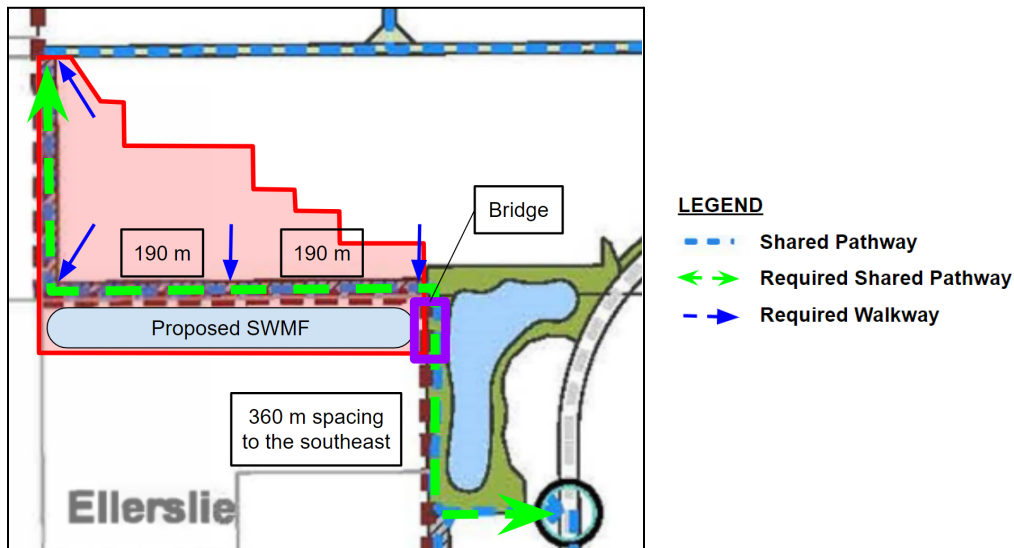 Bridge
190 m
190 m
Proposed SWMF
360 m spacing
to the southeast
Ellerslie
LEGEND
Shared Pathway
Required Shared Pathway
Required Walkway